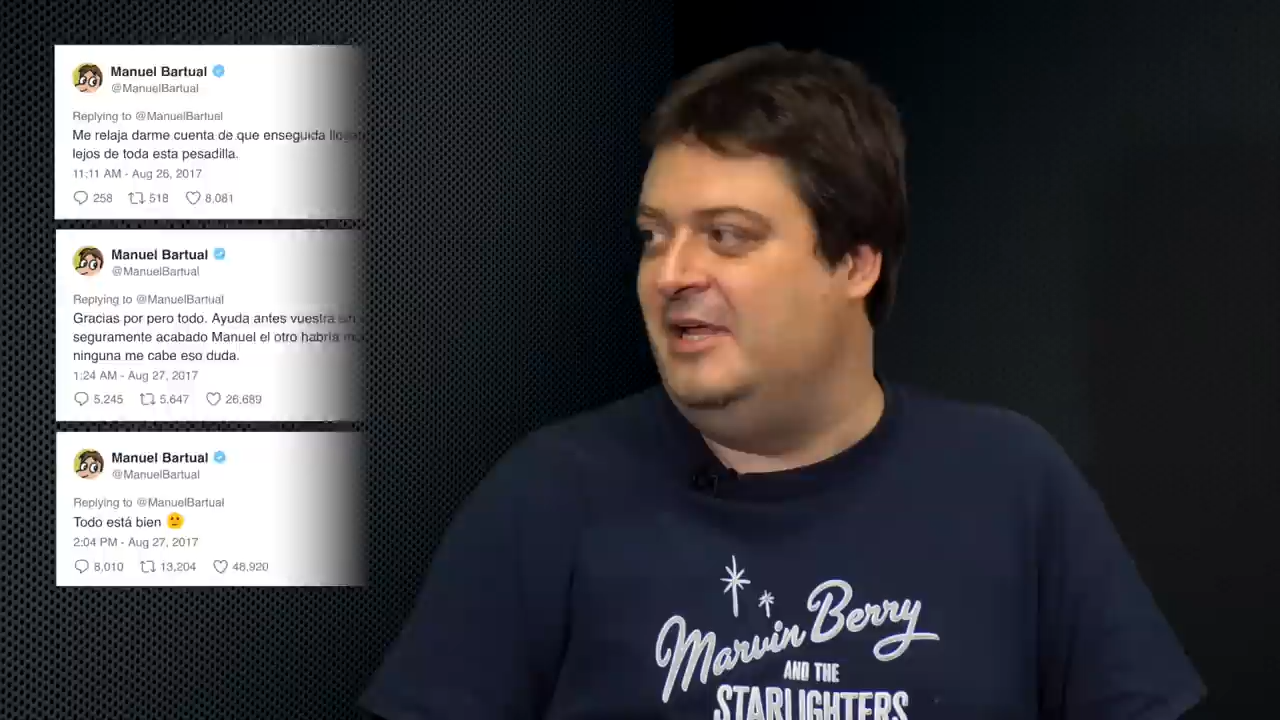 Manuel Bartual
@ManuelBartual
Replying to @ManuelBartual
Me relaja darme cuenta de que enseguida
lejos de toda esta pesadilla.
11:11 AM - Aug 26, 2017
258 518 8,081
Manuel Bartual
@ManuelBartual
Replying to @ManuelBartual
Gracias por pero todo. Ayuda antes vuestra
seguramente acabado Manuel el otro habría
ninguna me cabe eso duda.
1:24 AM - Aug 27, 2017
5,245 5,647 26,689
Manuel Bartual
@ManuelBartual
Replying to @ManuelBartual
Todo está bien 🙂
2:04 PM - Aug 27, 2017
8,010 13,204 48,920
Marvin Berry
AND THE
STARLIGHTERS